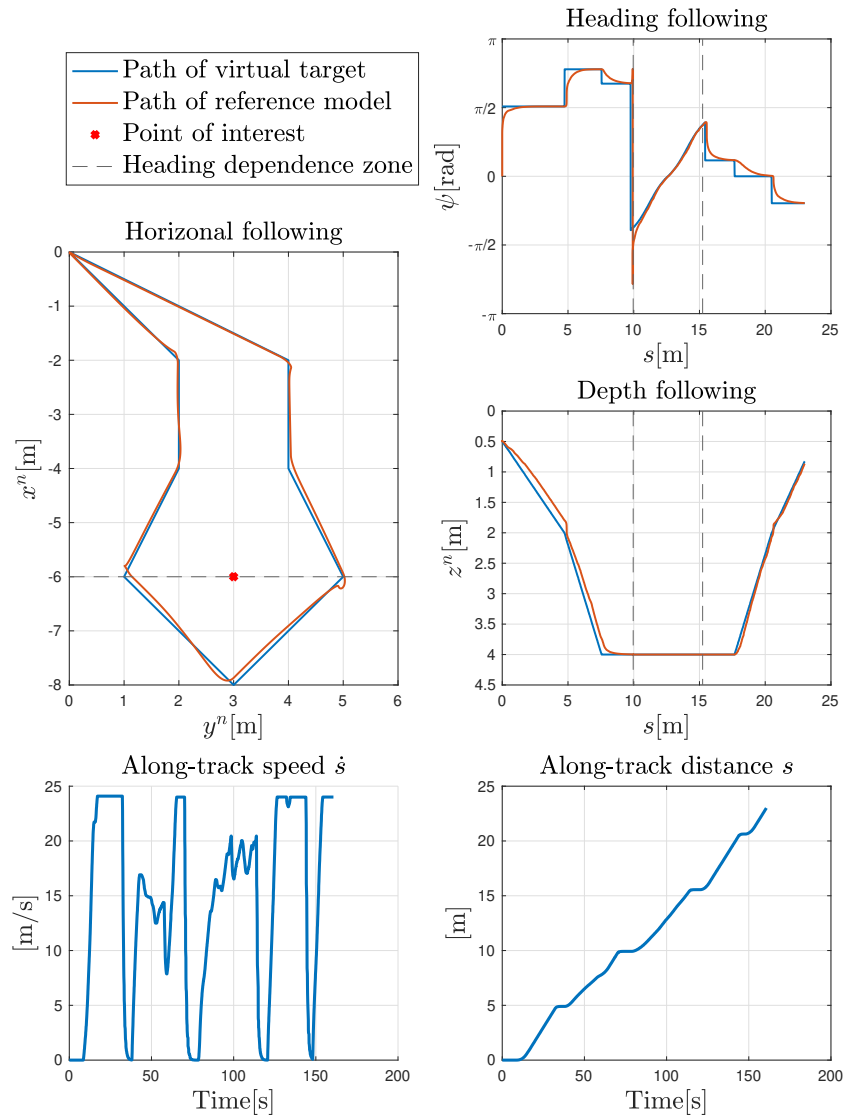 Path of virtual target
Path of reference model
Point of interest
Heading dependence zone
Heading following
π
π/2
0
-π/2
-π
ψ[rad]
0 5 10 15 20 25
s[m]
Horizonal following
0
-1
-2
-3
-4
-5
-6
-7
-8
xⁿ[m]
0 1 2 3 4 5 6
yⁿ[m]
Depth following
0
0.5
1
1.5
2
2.5
3
3.5
4
4.5
zⁿ[m]
0 5 10 15 20 25
s[m]
Along-track speed ṡ
25
20
15
10
5
0
[m/s]
0 50 100 150 200
Time[s]
Along-track distance s
25
20
15
10
5
0
[m]
0 50 100 150 200
Time[s]